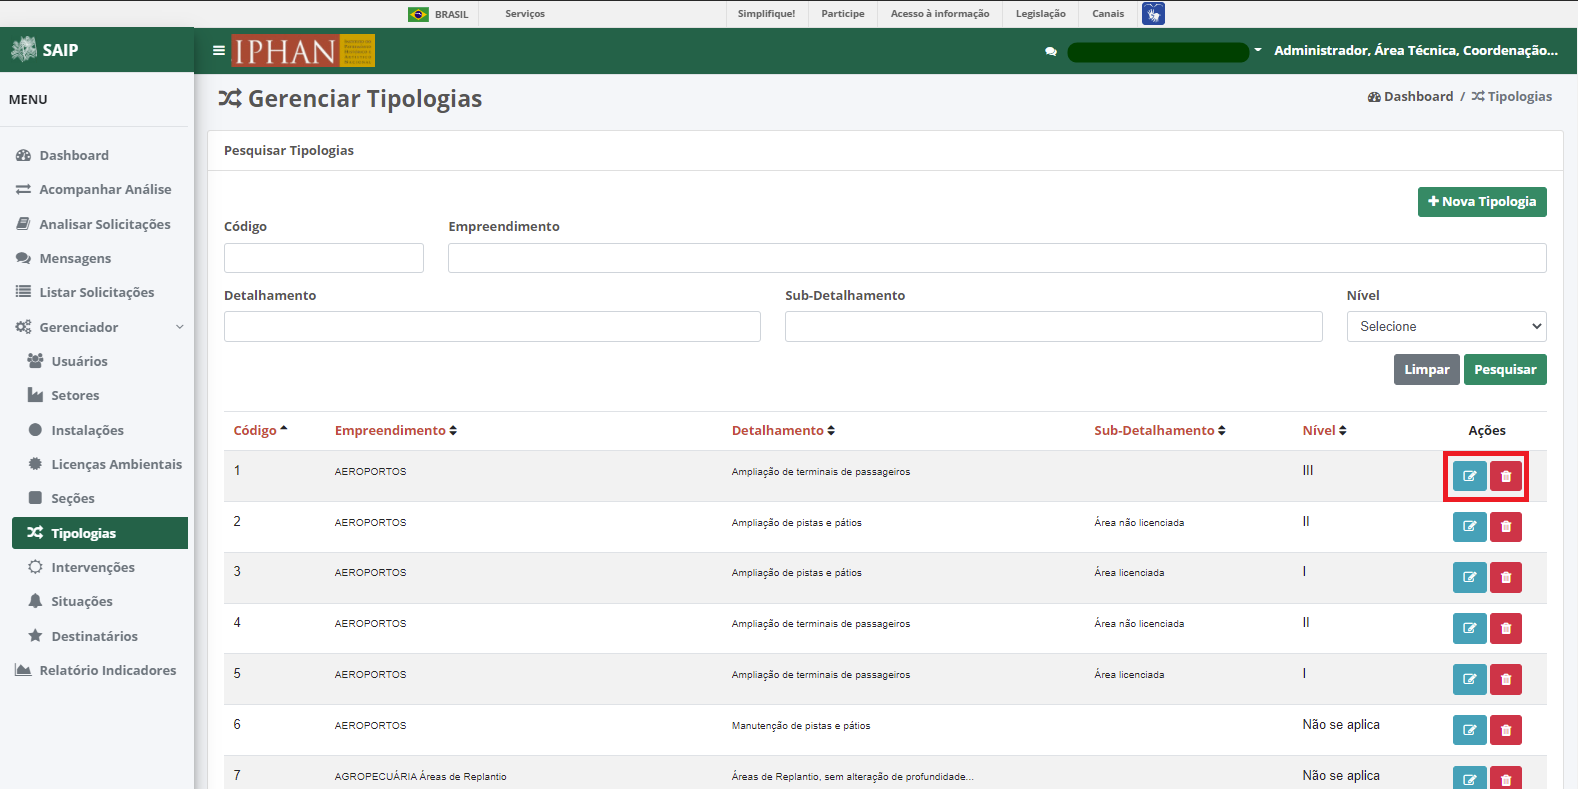 BRASIL Serviços Simplifique! Participe Acesso à informação Legislação Canais
SAIP IPHAN Administrador, Área Técnica, Coordenação...
MENU
Dashboard
Acompanhar Análise
Analisar Solicitações
Mensagens
Listar Solicitações
Gerenciador
Usuários
Setores
Instalações
Licenças Ambientais
Seções
Tipologias
Intervenções
Situações
Destinatários
Relatório Indicadores
Gerenciar Tipologias
Dashboard / Tipologias
Pesquisar Tipologias
Nova Tipologia
Código Empreendimento
Detalhamento Sub-Detalhamento Nível
Selecione
Limpar Pesquisar
Código Empreendimento Detalhamento Sub-Detalhamento Nível Ações
1 AEROPORTOS Ampliação de terminais de passageiros III
2 AEROPORTOS Ampliação de pistas e pátios Área não licenciada II
3 AEROPORTOS Ampliação de pistas e pátios Área licenciada I
4 AEROPORTOS Ampliação de terminais de passageiros Área não licenciada II
5 AEROPORTOS Ampliação de terminais de passageiros Área licenciada I
6 AEROPORTOS Manutenção de pistas e pátios Não se aplica
7 AGROPECUÁRIA Áreas de Replantio Áreas de Replantio, sem alteração de profundidade... Não se aplica